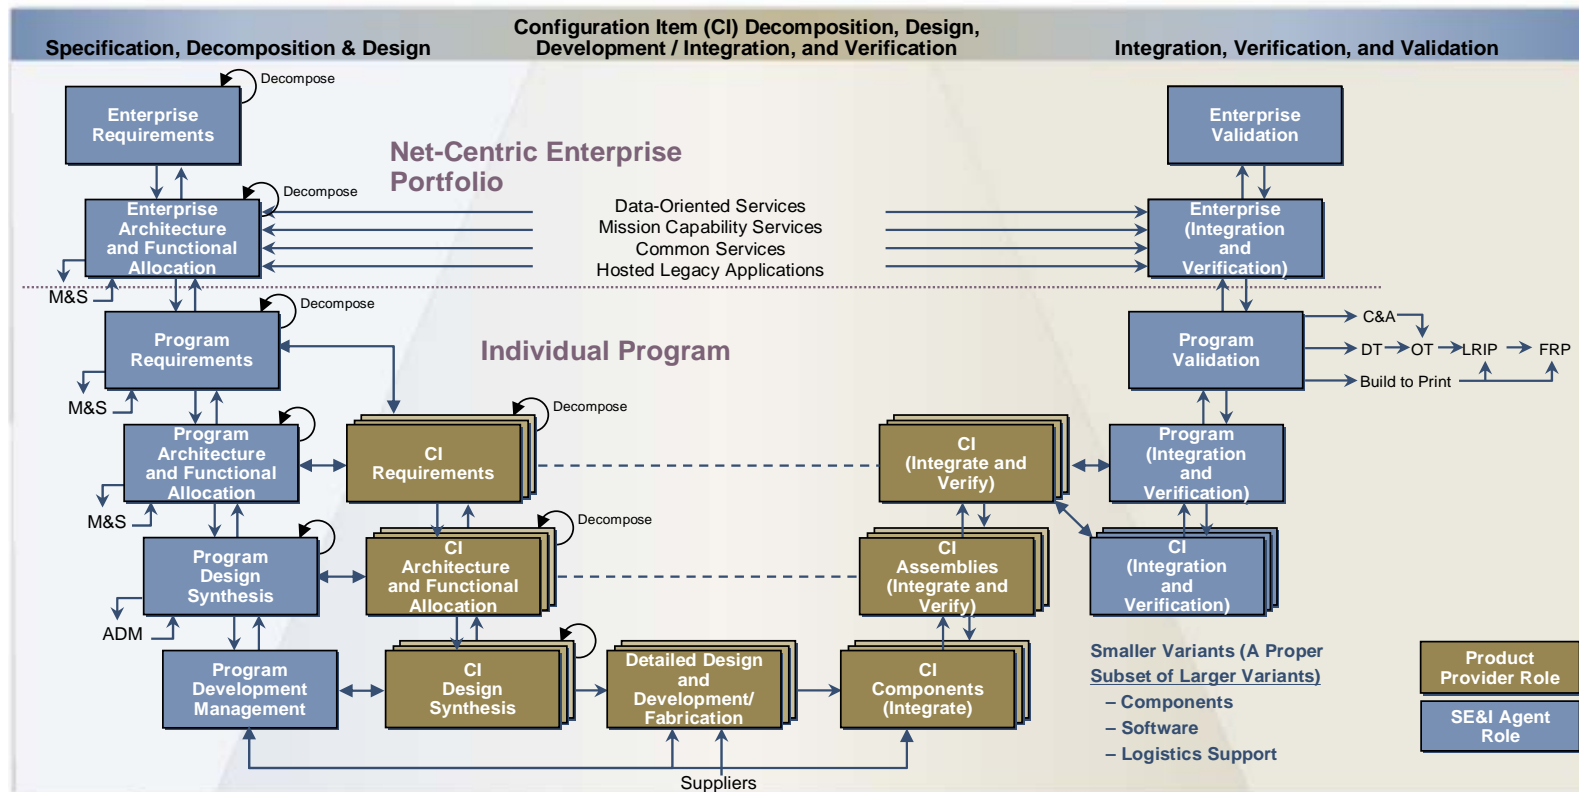 Specification, Decomposition & Design
Configuration Item (CI) Decomposition, Design,
Development / Integration, and Verification
Integration, Verification, and Validation
Enterprise
Requirements
Decompose
Net-Centric Enterprise
Portfolio
Enterprise
Validation
Enterprise
Architecture
and Functional
Allocation
Decompose
M&S
Data-Oriented Services
Mission Capability Services
Common Services
Hosted Legacy Applications
Enterprise
(Integration
and
Verification)
Program
Requirements
Decompose
M&S
Individual Program
Program
Validation
C&A
DT
OT
LRIP
FRP
Build to Print
Program
Architecture
and Functional
Allocation
M&S
CI
Requirements
Decompose
CI
(Integrate and
Verify)
Program
(Integration
and
Verification)
Program
Design
Synthesis
ADM
CI
Architecture
and Functional
Allocation
Decompose
CI
Assemblies
(Integrate and
Verify)
CI
(Integration
and
Verification)
Program
Development
Management
CI
Design
Synthesis
Detailed Design
and
Development/
Fabrication
CI
Components
(Integrate)
Suppliers
Smaller Variants (A Proper
Subset of Larger Variants)
– Components
– Software
– Logistics Support
Product
Provider Role
SE&I Agent
Role